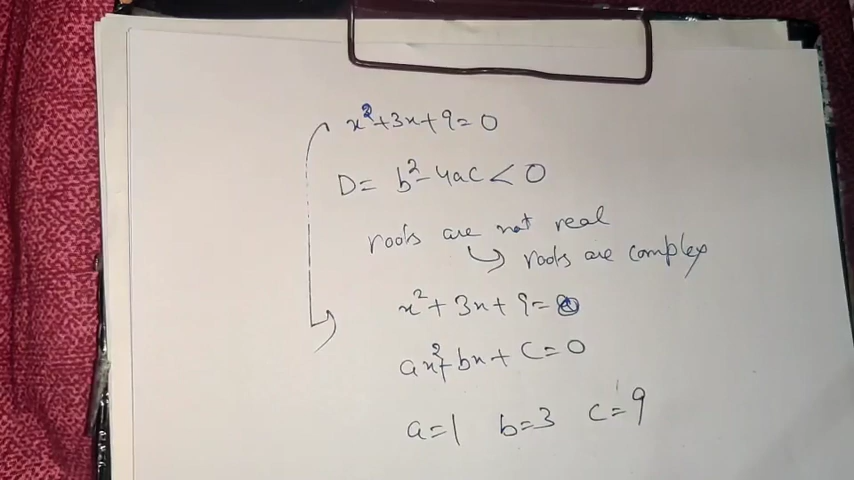 x²+3x+9=0
D= b²-4ac<0
roots are not real
↳ roots are complex
x²+3x+9=0
ax²+bx+c=0
a=1 b=3 c=9